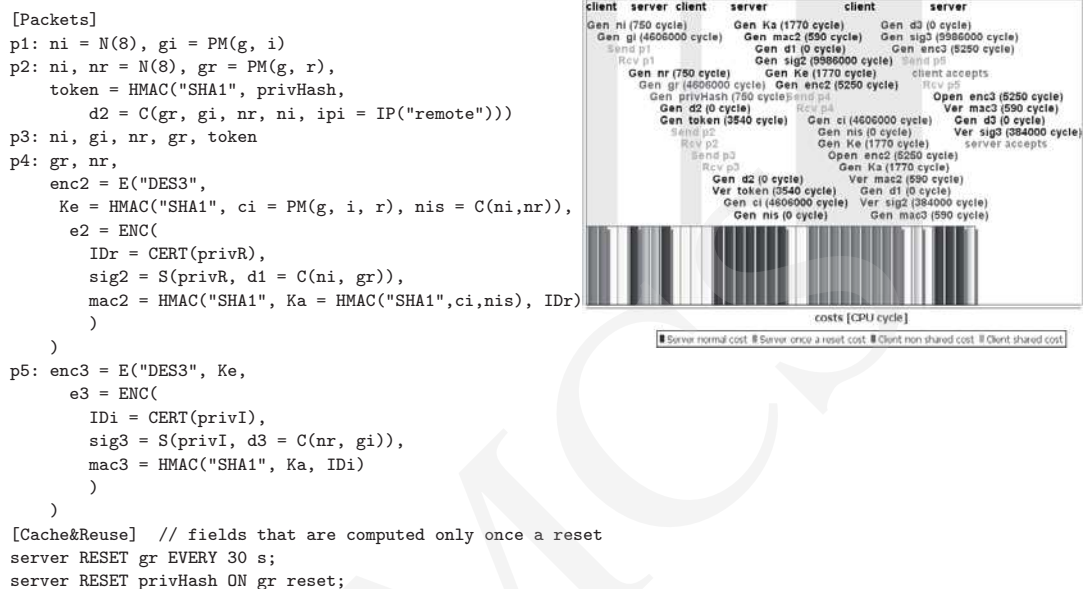 [Packets]
p1: ni = N(8), gi = PM(g, i)
p2: ni, nr = N(8), gr = PM(g, r),
token = HMAC("SHA1", privHash,
d2 = C(gr, gi, nr, ni, ipi = IP("remote")))
p3: ni, gi, nr, gr, token
p4: gr, nr,
enc2 = E("DES3",
Ke = HMAC("SHA1", ci = PM(g, i, r), nis = C(ni,nr)),
e2 = ENC(
IDr = CERT(privR),
sig2 = S(privR, d1 = C(ni, gr)),
mac2 = HMAC("SHA1", Ka = HMAC("SHA1",ci,nis), IDr)
)
)
p5: enc3 = E("DES3", Ke,
e3 = ENC(
IDi = CERT(privI),
sig3 = S(privI, d3 = C(nr, gi)),
mac3 = HMAC("SHA1", Ka, IDi)
)
)
[Cache&Reuse] // fields that are computed only once a reset
server RESET gr EVERY 30 s;
server RESET privHash ON gr reset;
client server client server client server
Gen ni (750 cycle)
Gen gi (4606000 cycle)
Send p1
Rcv p1
Gen nr (750 cycle)
Gen gr (4606000 cycle)
Gen privHash (750 cycle)
Gen d2 (0 cycle)
Gen token (3540 cycle)
Send p2
Rcv p2
Send p3
Rcv p3
Gen d2 (0 cycle)
Ver token (3540 cycle)
Gen ci (4606000 cycle)
Gen nis (0 cycle)
Gen Ka (1770 cycle)
Gen mac2 (590 cycle)
Gen d1 (0 cycle)
Gen sig2 (9986000 cycle)
Gen Ke (1770 cycle)
Gen enc2 (5250 cycle)
Send p4
Rcv p4
Gen ci (4606000 cycle)
Gen nis (0 cycle)
Gen Ke (1770 cycle)
Open enc2 (5250 cycle)
Gen Ka (1770 cycle)
Ver mac2 (590 cycle)
Gen d1 (0 cycle)
Ver sig2 (384000 cycle)
Gen mac3 (590 cycle)
Gen d3 (0 cycle)
Gen sig3 (9986000 cycle)
Gen enc3 (5250 cycle)
Send p5
client accepts
Rcv p5
Open enc3 (5250 cycle)
Ver mac3 (590 cycle)
Gen d3 (0 cycle)
Ver sig3 (384000 cycle)
server accepts
costs [CPU cycle]
Server normal cost Server once a reset cost Client non shared cost Client shared cost